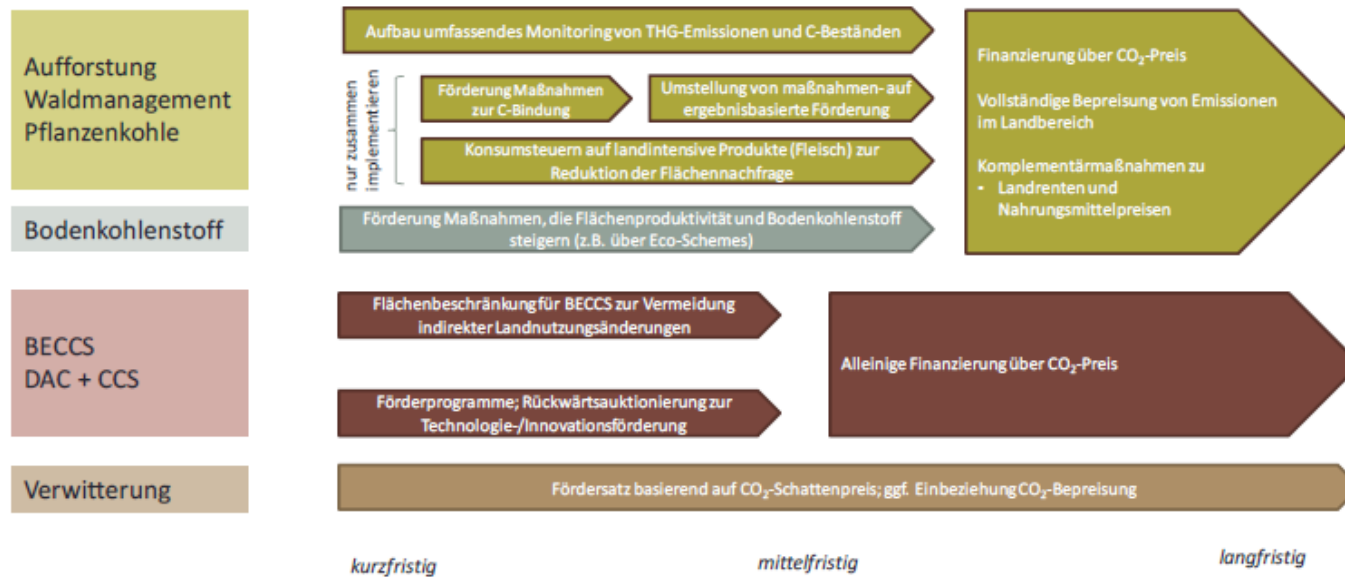 Aufforstung
Waldmanagement
Pflanzenkohle
Aufbau umfassendes Monitoring von THG-Emissionen und C-Beständen
nur zusammen
implementieren
Förderung Maßnahmen
zur C-Bindung
Umstellung von maßnahmen- auf
ergebnisbasierte Förderung
Konsumsteuern auf landintensive Produkte (Fleisch) zur
Reduktion der Flächennachfrage
Finanzierung über CO₂-Preis
Vollständige Bepreisung von Emissionen
im Landbereich
Komplementärmaßnahmen zu
- Landrenten und
Nahrungsmittelpreisen
Bodenkohlenstoff
Förderung Maßnahmen, die Flächenproduktivität und Bodenkohlenstoff
steigern (z.B. über Eco-Schemes)
BECCS
DAC + CCS
Flächenbeschränkung für BECCS zur Vermeidung
indirekter Landnutzungsänderungen
Förderprogramme; Rückwärtsauktionierung zur
Technologie-/Innovationsförderung
Alleinige Finanzierung über CO₂-Preis
Verwitterung
Fördersatz basierend auf CO₂-Schattenpreis; ggf. Einbeziehung CO₂-Bepreisung
kurzfristig
mittelfristig
langfristig